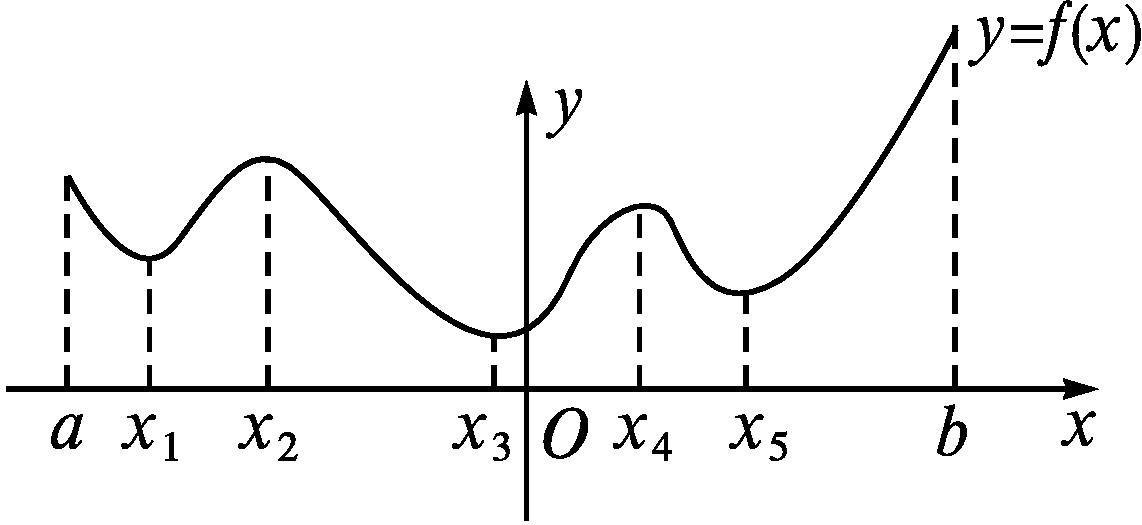 y=f(x)
y
a x₁ x₂ x₃ O x₄ x₅ b x